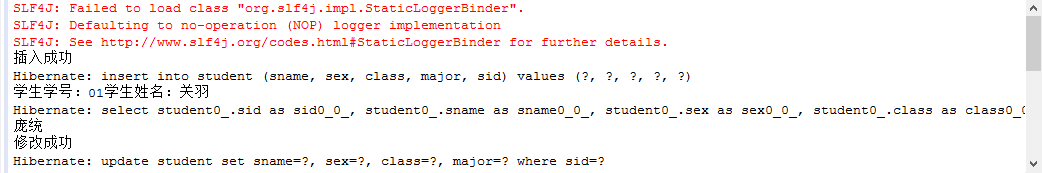 SLF4J: Failed to load class "org.slf4j.impl.StaticLoggerBinder".
SLF4J: Defaulting to no-operation (NOP) logger implementation
SLF4J: See http://www.slf4j.org/codes.html#StaticLoggerBinder for further details.
插入成功
Hibernate: insert into student (sname, sex, class, major, sid) values (?, ?, ?, ?, ?)
学生学号：01学生姓名：关羽
Hibernate: select student0_.sid as sid0_0_, student0_.sname as sname0_0_, student0_.sex as sex0_0_, student0_.class as class0_0
庞统
修改成功
Hibernate: update student set sname=?, sex=?, class=?, major=? where sid=?